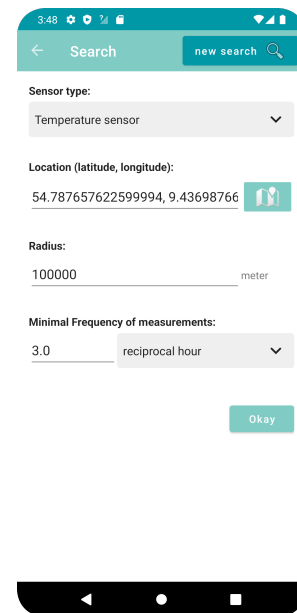 3:48
Search
new search
Sensor type:
Temperature sensor
Location (latitude, longitude):
54.787657622599994, 9.43698766
Radius:
100000 meter
Minimal Frequency of measurements:
3.0 reciprocal hour
Okay